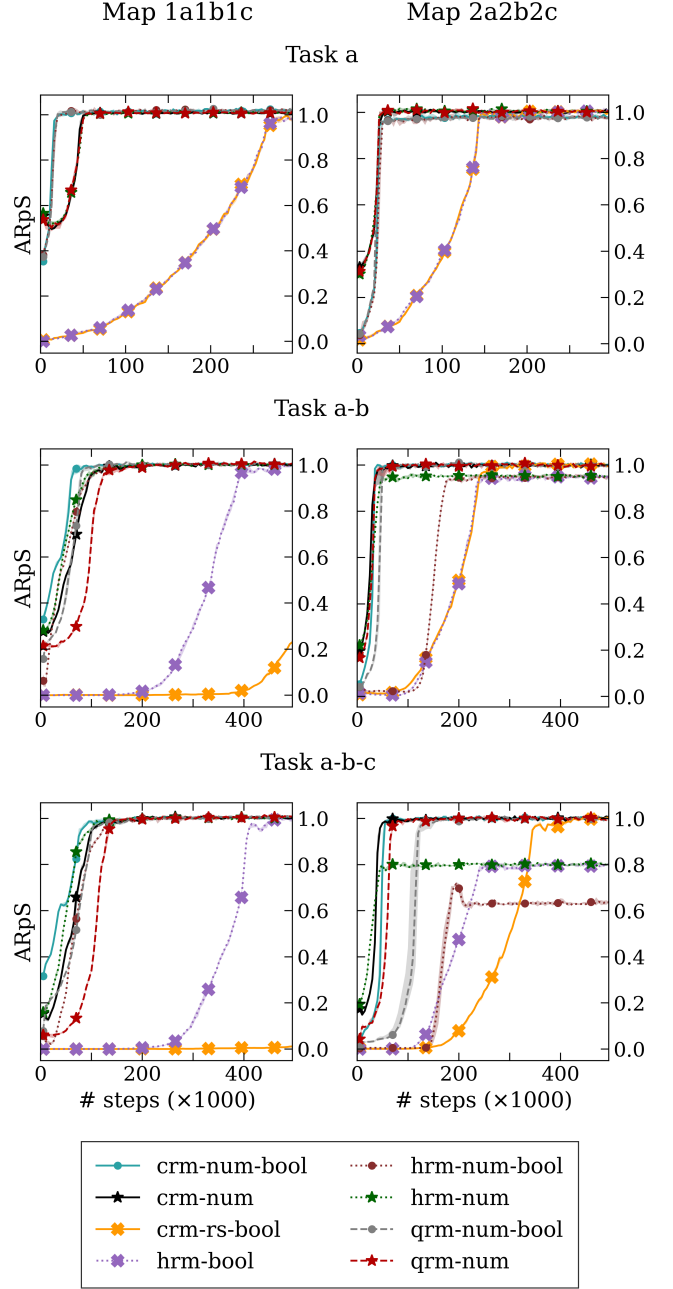 Map 1a1b1c Map 2a2b2c
Task a
ARpS
1.0 1.0
0.8 0.8
0.6 0.6
0.4 0.4
0.2 0.2
0.0 0.0
0 100 200 0 100 200
Task a-b
ARpS
1.0 1.0
0.8 0.8
0.6 0.6
0.4 0.4
0.2 0.2
0.0 0.0
0 200 400 0 200 400
Task a-b-c
ARpS
1.0 1.0
0.8 0.8
0.6 0.6
0.4 0.4
0.2 0.2
0.0 0.0
0 200 400 0 200 400
# steps (×1000) # steps (×1000)
crm-num-bool hrm-num-bool
crm-num hrm-num
crm-rs-bool qrm-num-bool
hrm-bool qrm-num